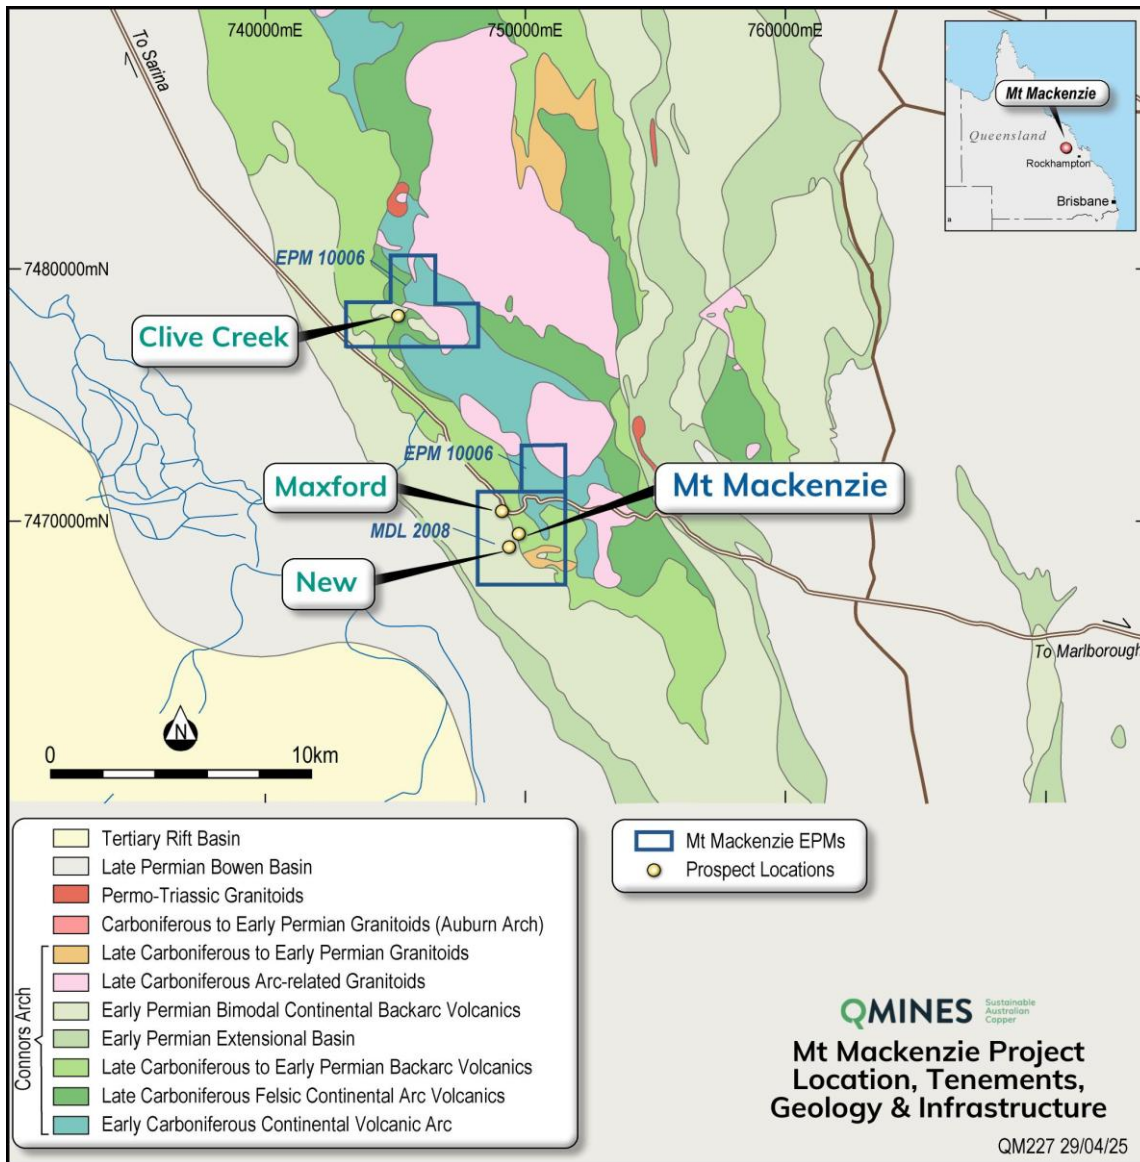 740000mE
750000mE
760000mE
To Sarina
Mt Mackenzie
Queensland
Rockhampton
Brisbane
a
7480000mN
EPM 10006
Clive Creek
EPM 10006
Maxford
Mt Mackenzie
7470000mN
MDL 2008
New
To Marlborough
N
0
10km
Tertiary Rift Basin
Late Permian Bowen Basin
Permo-Triassic Granitoids
Carboniferous to Early Permian Granitoids (Auburn Arch)
Late Carboniferous to Early Permian Granitoids
Late Carboniferous Arc-related Granitoids
Early Permian Bimodal Continental Backarc Volcanics
Early Permian Extensional Basin
Late Carboniferous to Early Permian Backarc Volcanics
Late Carboniferous Felsic Continental Arc Volcanics
Early Carboniferous Continental Volcanic Arc
Connors Arch
Mt Mackenzie EPMs
Prospect Locations
QMINES
Sustainable
Australian
Copper
Mt Mackenzie Project
Location, Tenements,
Geology & Infrastructure
QM227 29/04/25